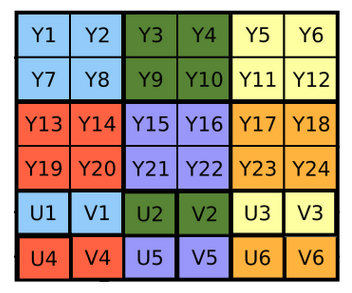 Y1 Y2 Y3 Y4 Y5 Y6
Y7 Y8 Y9 Y10 Y11 Y12
Y13 Y14 Y15 Y16 Y17 Y18
Y19 Y20 Y21 Y22 Y23 Y24
U1 V1 U2 V2 U3 V3
U4 V4 U5 V5 U6 V6